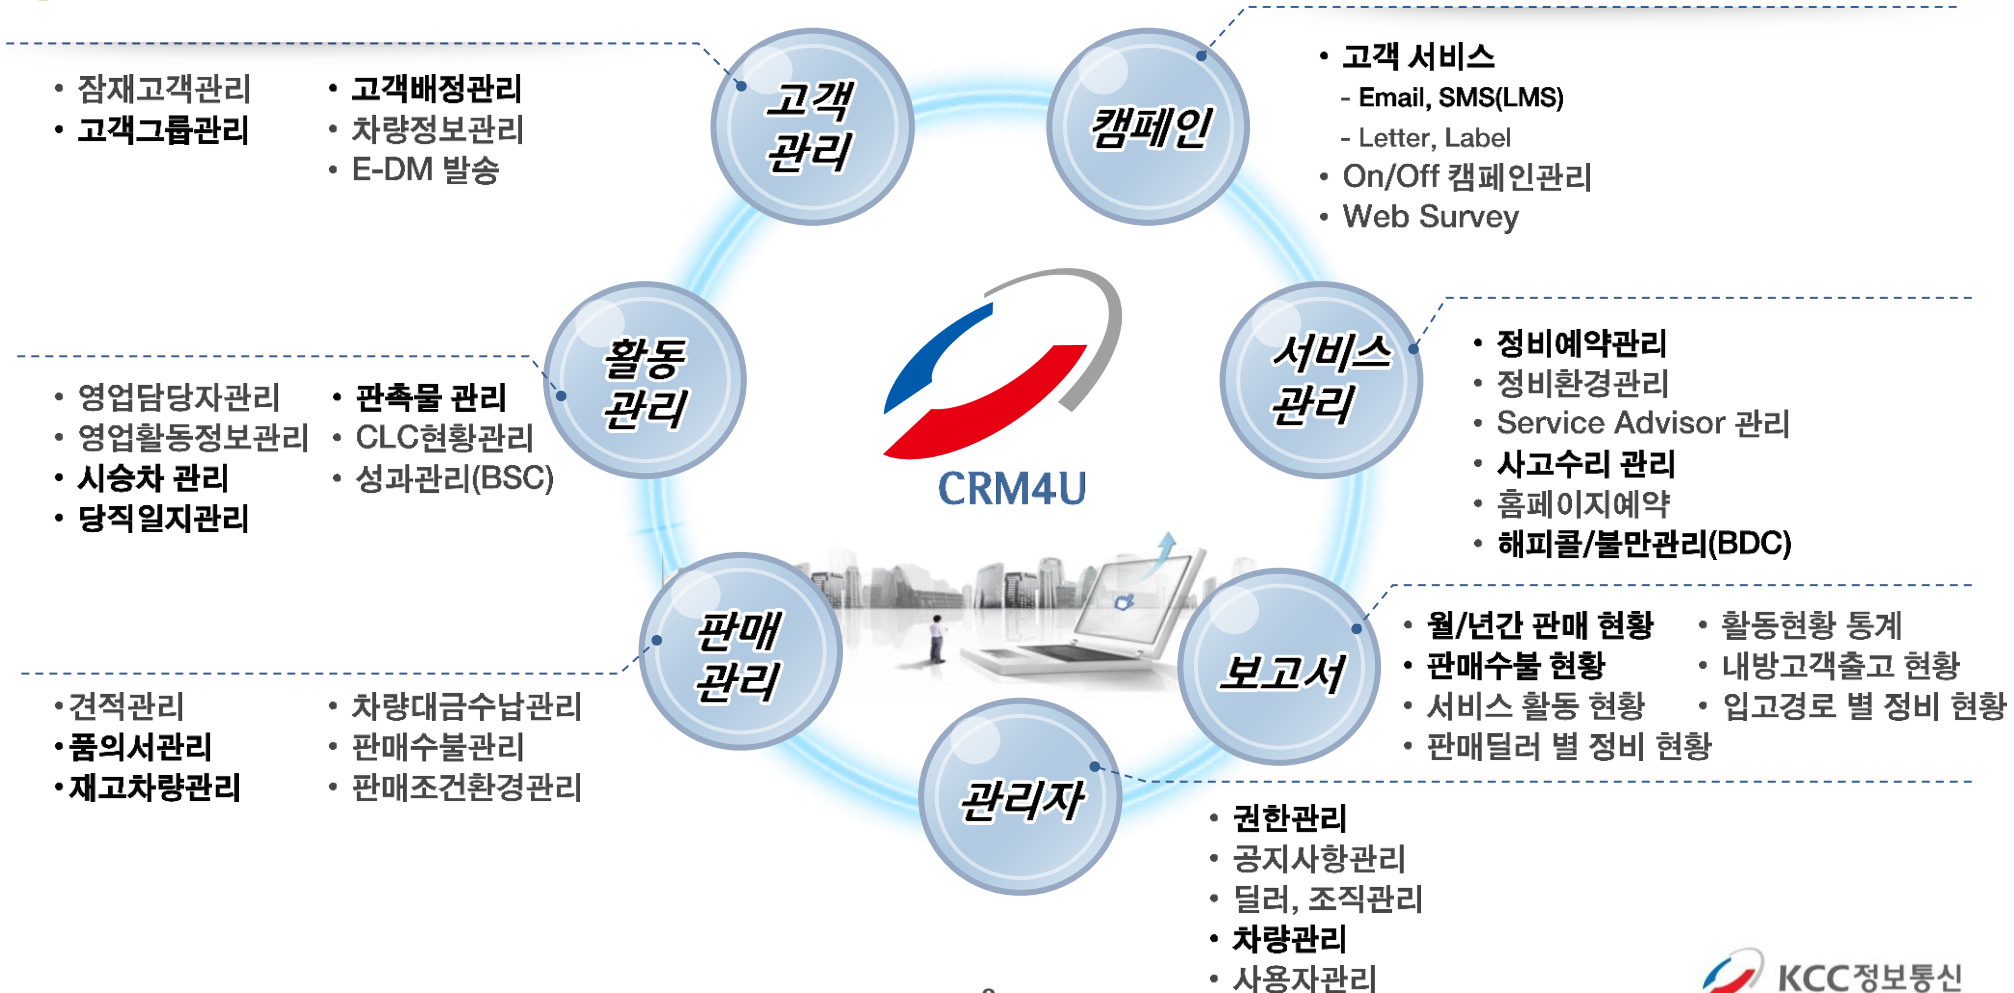 고객
관리
• 잠재고객관리
• 고객그룹관리
• 고객배정관리
• 차량정보관리
• E-DM 발송
캠페인
• 고객 서비스
- Email, SMS(LMS)
- Letter, Label
• On/Off 캠페인관리
• Web Survey
활동
관리
• 영업담당자관리
• 영업활동정보관리
• 시승차 관리
• 당직일지관리
• 판촉물 관리
• CLC현황관리
• 성과관리(BSC)
CRM4U
서비스
관리
• 정비예약관리
• 정비환경관리
• Service Advisor 관리
• 사고수리 관리
• 홈페이지예약
• 해피콜/불만관리(BDC)
판매
관리
•견적관리
•품의서관리
•재고차량관리
• 차량대금수납관리
• 판매수불관리
• 판매조건환경관리
보고서
• 월/년간 판매 현황
• 판매수불 현황
• 서비스 활동 현황
• 판매딜러 별 정비 현황
• 활동현황 통계
• 내방고객출고 현황
• 입고경로 별 정비 현황
관리자
• 권한관리
• 공지사항관리
• 딜러, 조직관리
• 차량관리
• 사용자관리
KCC정보통신